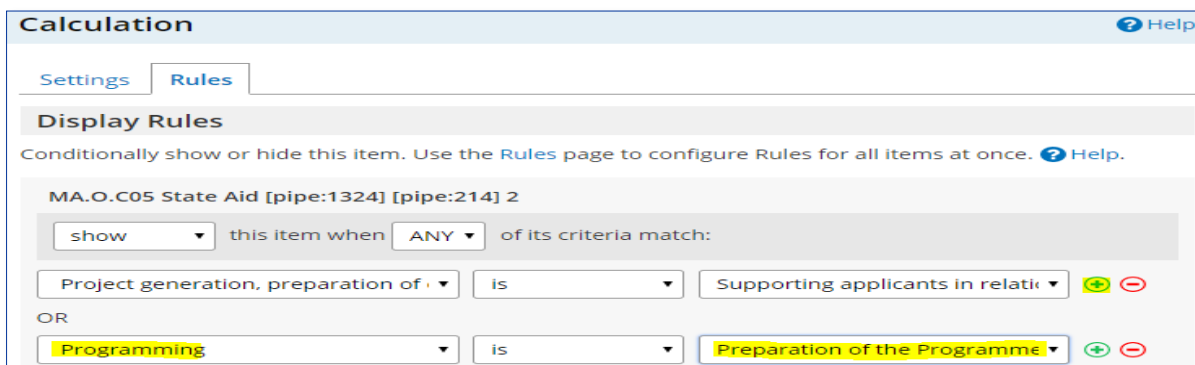 Calculation Help
Settings Rules
Display Rules
Conditionally show or hide this item. Use the Rules page to configure Rules for all items at once. Help.
MA.O.C05 State Aid [pipe:1324] [pipe:214] 2
show this item when ANY of its criteria match:
Project generation, preparation of is Supporting applicants in relati
OR
Programming is Preparation of the Programme